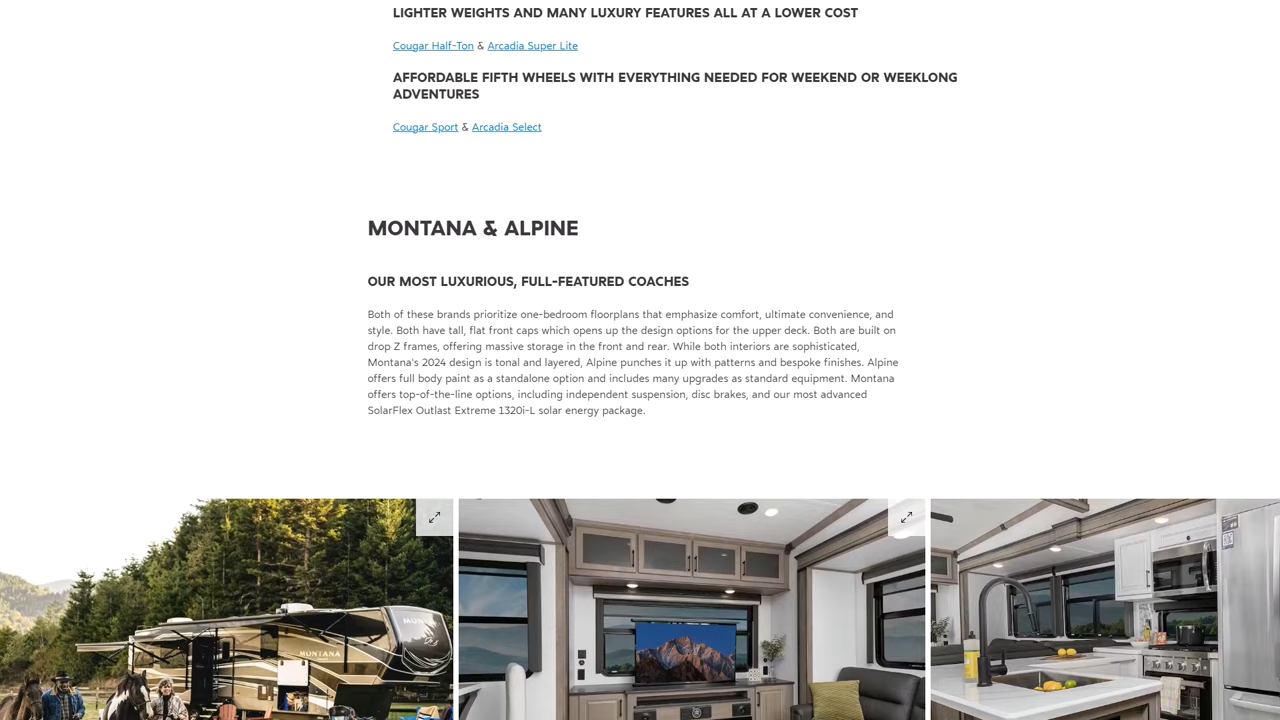 LIGHTER WEIGHTS AND MANY LUXURY FEATURES ALL AT A LOWER COST
Cougar Half-Ton & Arcadia Super Lite
AFFORDABLE FIFTH WHEELS WITH EVERYTHING NEEDED FOR WEEKEND OR WEEKLONG
ADVENTURES
Cougar Sport & Arcadia Select
MONTANA & ALPINE
OUR MOST LUXURIOUS, FULL-FEATURED COACHES
Both of these brands prioritize one-bedroom floorplans that emphasize comfort, ultimate convenience, and
style. Both have tall, flat front caps which opens up the design options for the upper deck. Both are built on
drop Z frames, offering massive storage in the front and rear. While both interiors are sophisticated,
Montana's 2024 design is tonal and layered, Alpine punches it up with patterns and bespoke finishes. Alpine
offers full body paint as a standalone option and includes many upgrades as standard equipment. Montana
offers top-of-the-line options, including independent suspension, disc brakes, and our most advanced
SolarFlex Outlast Extreme 1320i-L solar energy package.
MONTANA